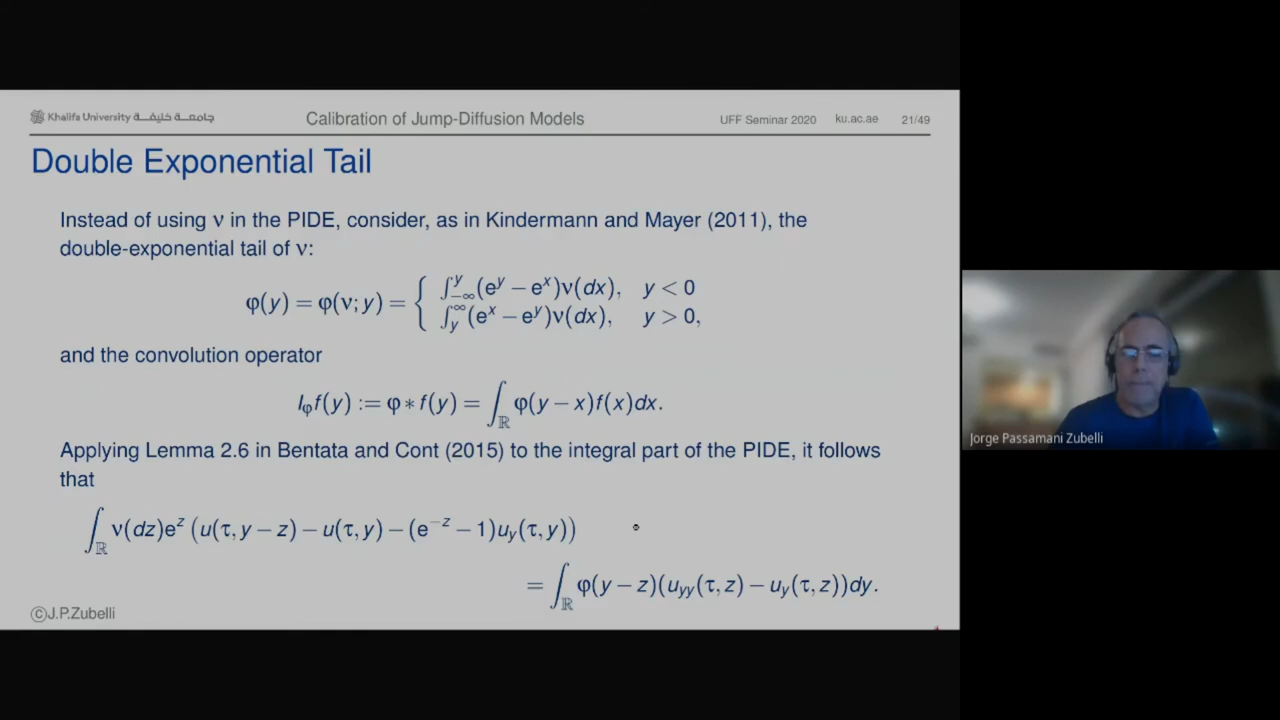 Khalifa University جامعة خليفة
Calibration of Jump-Diffusion Models
UFF Seminar 2020 ku.ac.ae 21/49
Double Exponential Tail
Instead of using ν in the PIDE, consider, as in Kindermann and Mayer (2011), the
double-exponential tail of ν:
φ(y) = φ(ν; y) = { ∫_{−∞}^{y} (e^y − e^x)ν(dx), y < 0
∫_{y}^{∞} (e^x − e^y)ν(dx), y > 0,
and the convolution operator
I_φ f(y) := φ ∗ f(y) = ∫_ℝ φ(y − x)f(x)dx.
Applying Lemma 2.6 in Bentata and Cont (2015) to the integral part of the PIDE, it follows
that
∫_ℝ ν(dz)e^z (u(τ, y − z) − u(τ, y) − (e^{−z} − 1)u_y(τ, y))
= ∫_ℝ φ(y − z)(u_{yy}(τ, z) − u_y(τ, z))dy.
©J.P.Zubelli
Jorge Passamani Zubelli